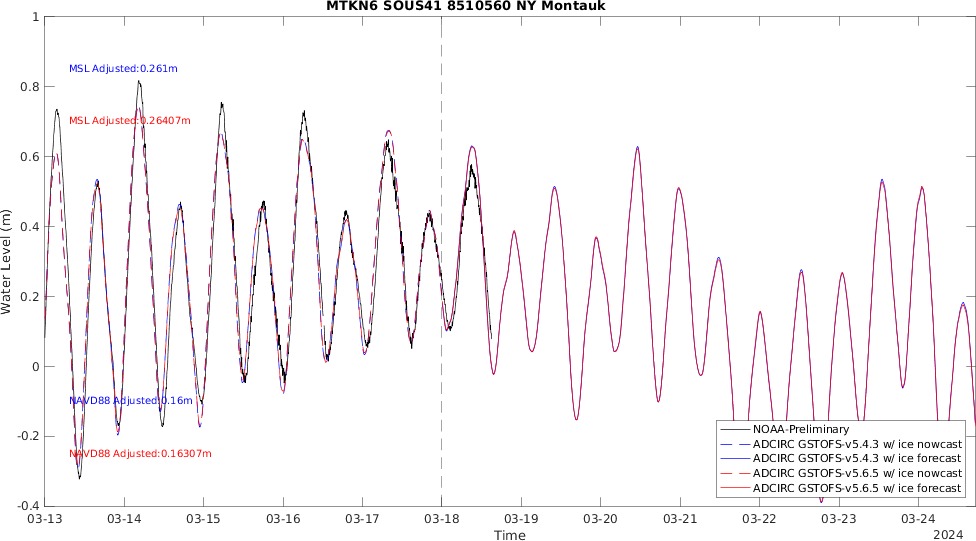 MTKN6 SOUS41 8510560 NY Montauk
1
0.8
0.6
0.4
0.2
0
-0.2
-0.4
Water Level (m)
MSL Adjusted:0.261m
MSL Adjusted:0.26407m
NAVD88 Adjusted:0.16m
NAVD88 Adjusted:0.16307m
NOAA-Preliminary
ADCIRC GSTOFS-v5.4.3 w/ ice nowcast
ADCIRC GSTOFS-v5.4.3 w/ ice forecast
ADCIRC GSTOFS-v5.6.5 w/ ice nowcast
ADCIRC GSTOFS-v5.6.5 w/ ice forecast
03-13 03-14 03-15 03-16 03-17 03-18 03-19 03-20 03-21 03-22 03-23 03-24
Time
2024